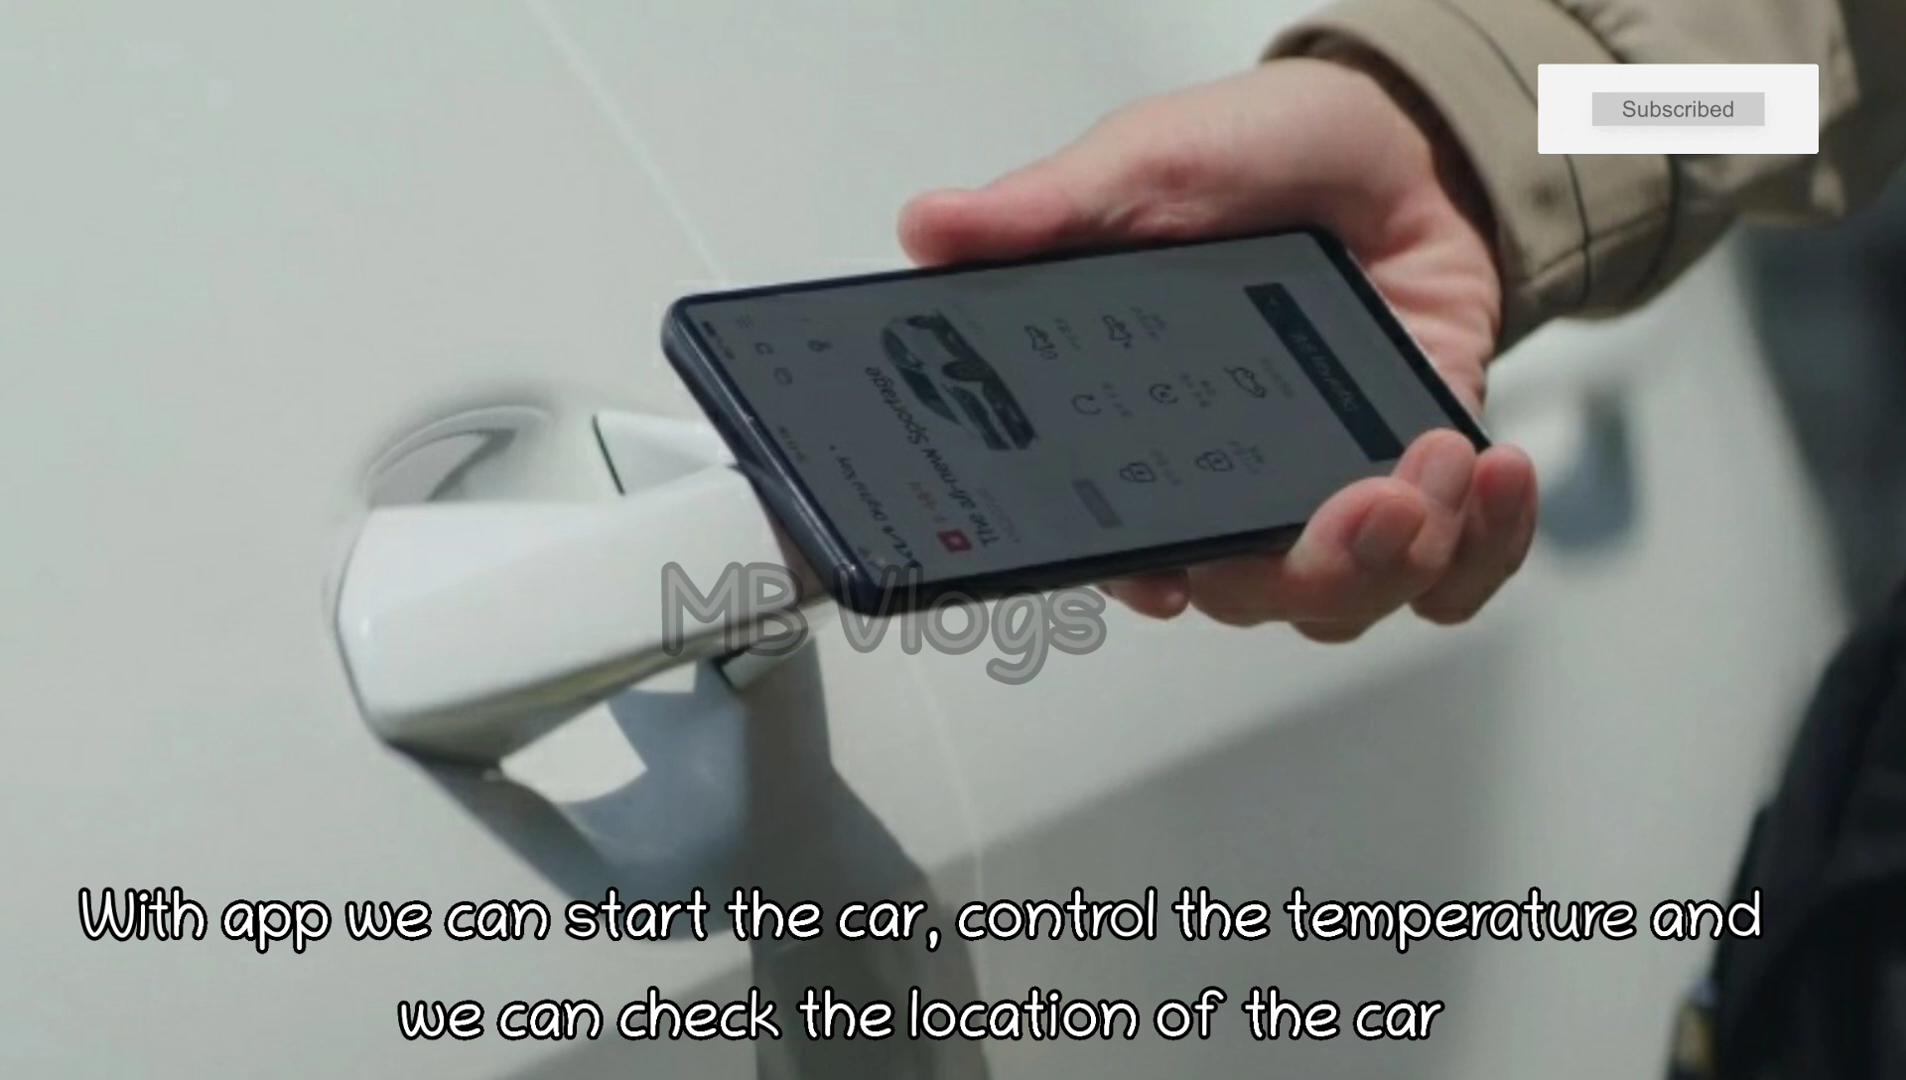 Subscribed
The all-new Sportage
MB Vlogs
With app we can start the car, control the temperature and
we can check the location of the car